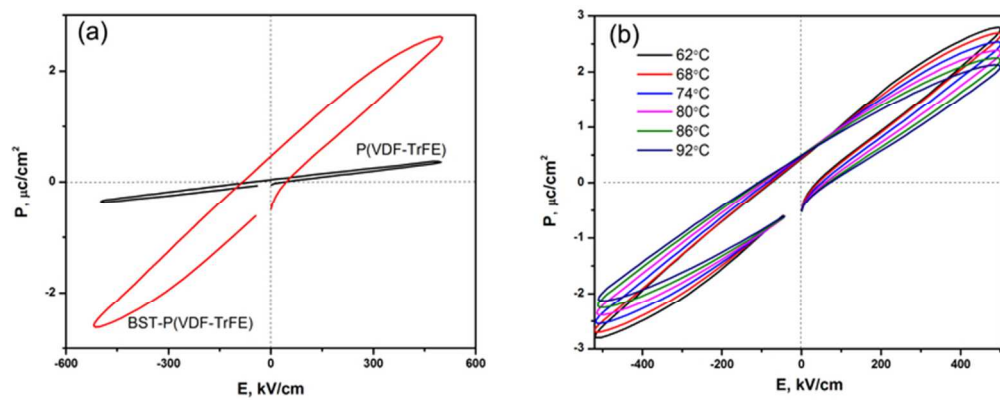 (a)
P, μc/cm²
2
0
-2
P(VDF-TrFE)
BST-P(VDF-TrFE)
-600
-300
0
300
600
E, kV/cm
(b)
P, μc/cm²
3
2
1
0
-1
-2
-3
62°C
68°C
74°C
80°C
86°C
92°C
-400
-200
0
200
400
E, kV/cm